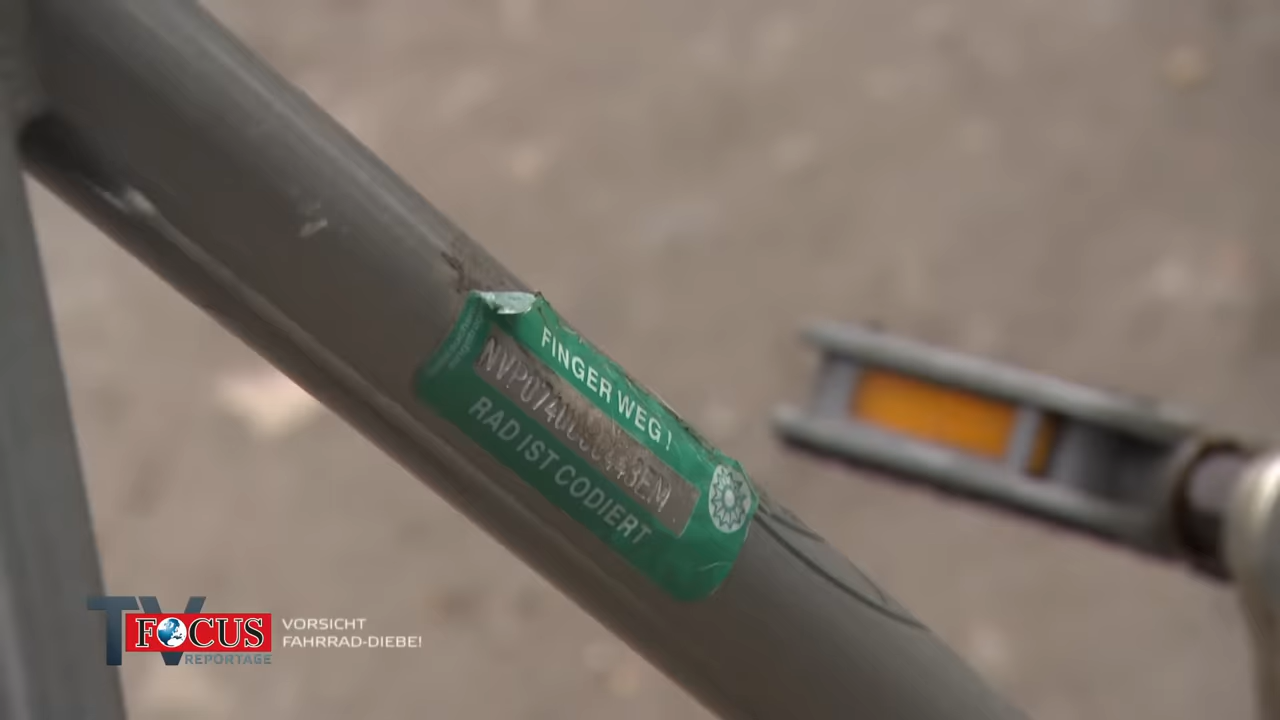 FINGER WEG!
RAD IST CODIERT
TV
FOCUS
REPORTAGE
VORSICHT
FAHRRAD-DIEBE!